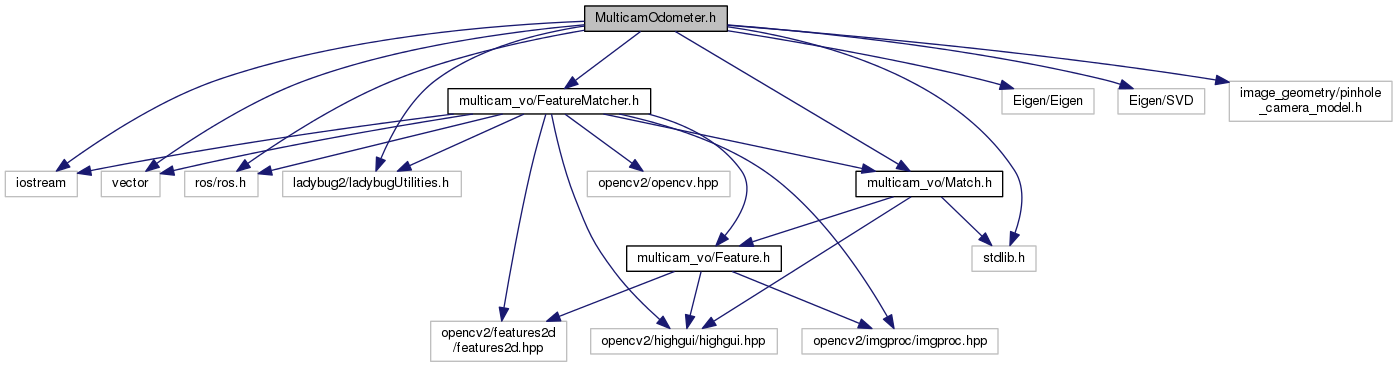 MulticamOdometer.h
multicam_vo/FeatureMatcher.h
Eigen/Eigen
Eigen/SVD
image_geometry/pinhole
_camera_model.h
iostream
vector
ros/ros.h
ladybug2/ladybugUtilities.h
opencv2/opencv.hpp
multicam_vo/Match.h
multicam_vo/Feature.h
stdlib.h
opencv2/features2d
/features2d.hpp
opencv2/highgui/highgui.hpp
opencv2/imgproc/imgproc.hpp